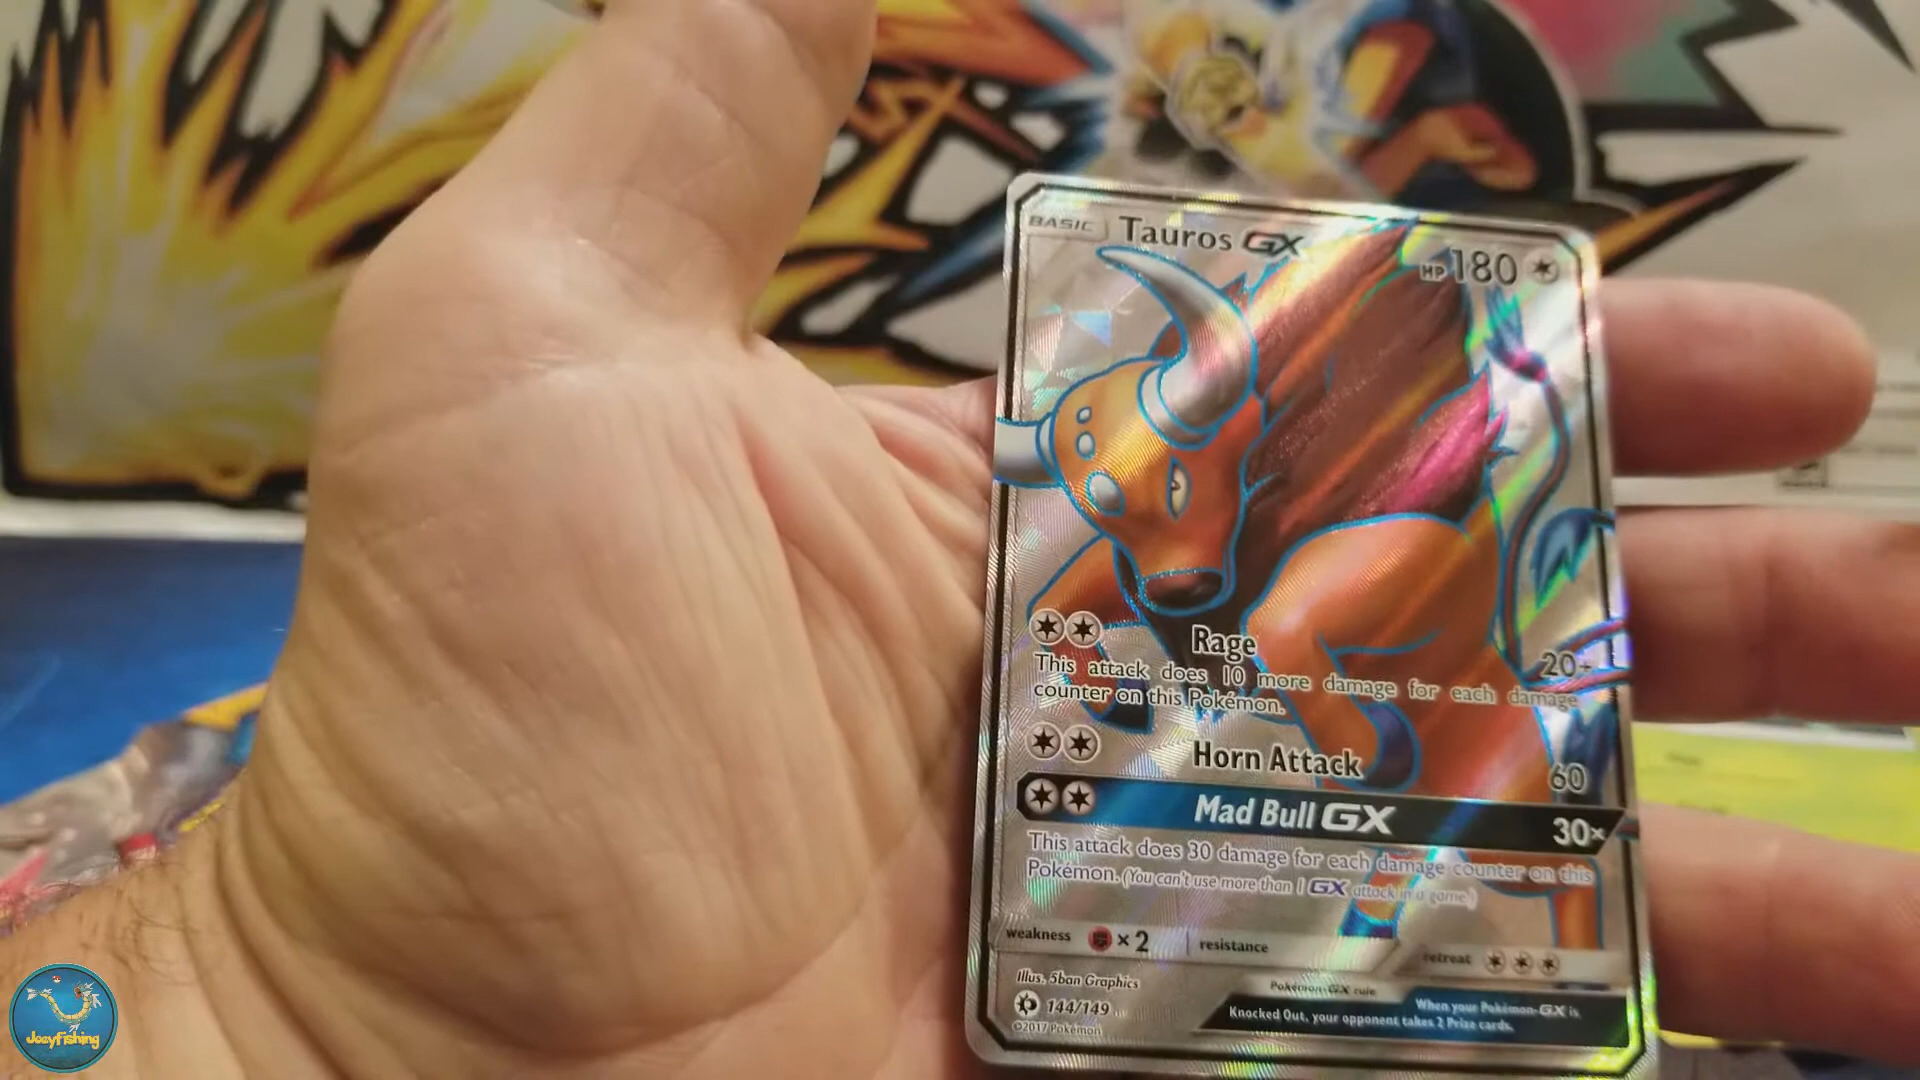 BASIC Tauros GX HP 180
Rage 20+
This attack does 10 more damage for each damage
counter on this Pokémon.
Horn Attack 60
Mad Bull GX 30×
This attack does 30 damage for each damage counter on this
Pokémon. (You can't use more than 1 GX attack in a game.)
weakness ×2 resistance retreat
Illus. 5ban Graphics
144/149
©2017 Pokémon
Pokémon-GX rule
When your Pokémon-GX is
Knocked Out, your opponent takes 2 Prize cards.
JoeyFishing